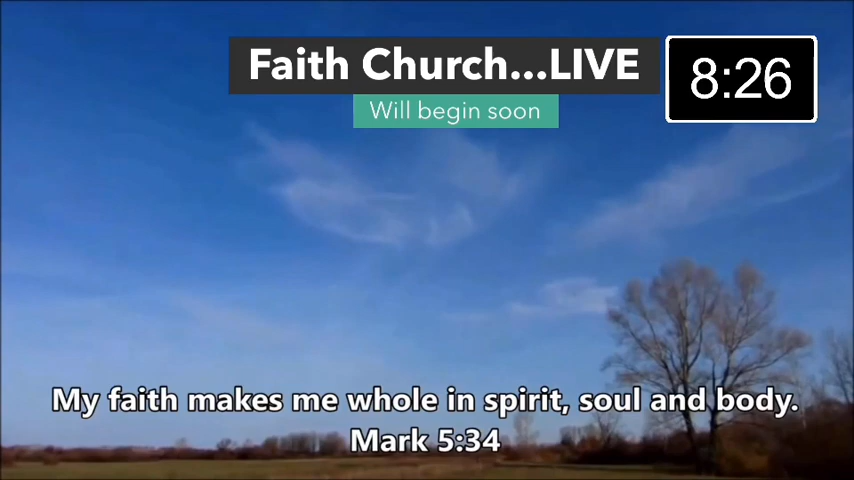 Faith Church...LIVE
8:26
Will begin soon
My faith makes me whole in spirit, soul and body.
Mark 5:34